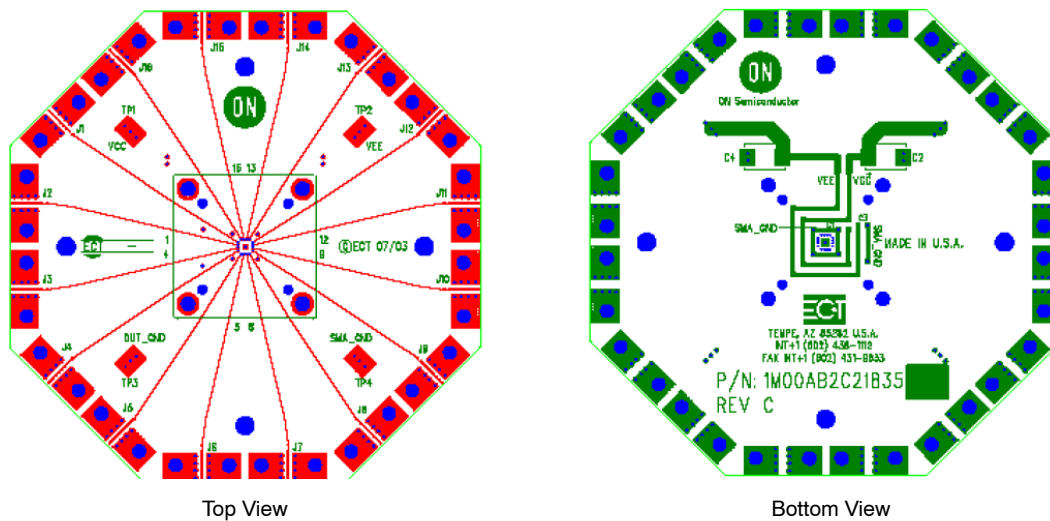 J15
J14
J16
J13
ON
TP1
TP2
J1
J12
VCC
VEE
16 13
J2
J11
ECT
1
12
©ECT 07/03
4
9
J3
J10
5 8
J4
DUT_GND
SMA_GND
J9
TP3
TP4
J5
J8
J6
J7
Top View
ON
ON Semiconductor
C4
C2
VEE
VCC
C3
SMA_GND
SMA_GND
MADE IN U.S.A.
ECT
TEMPE, AZ 85282 U.S.A.
P/N: 1M00AB2C21B35
REV C
Bottom View